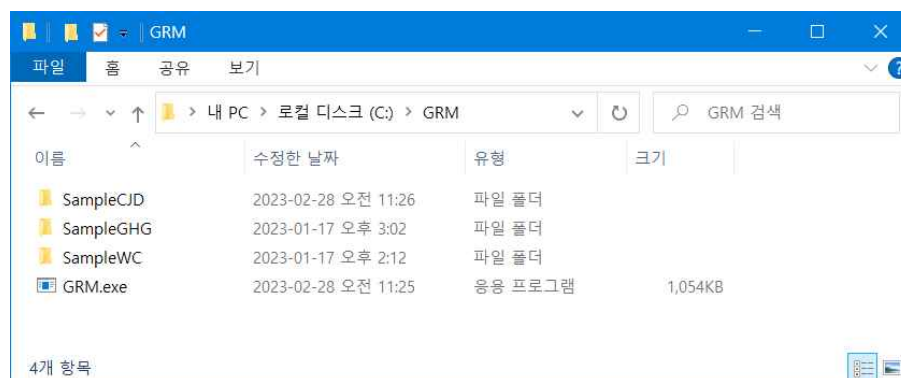 GRM
파일 홈 공유 보기
내 PC > 로컬 디스크 (C:) > GRM GRM 검색
이름 수정한 날짜 유형 크기
SampleCJD 2023-02-28 오전 11:26 파일 폴더
SampleGHG 2023-01-17 오후 3:02 파일 폴더
SampleWC 2023-01-17 오후 2:12 파일 폴더
GRM.exe 2023-02-28 오전 11:25 응용 프로그램 1,054KB
4개 항목